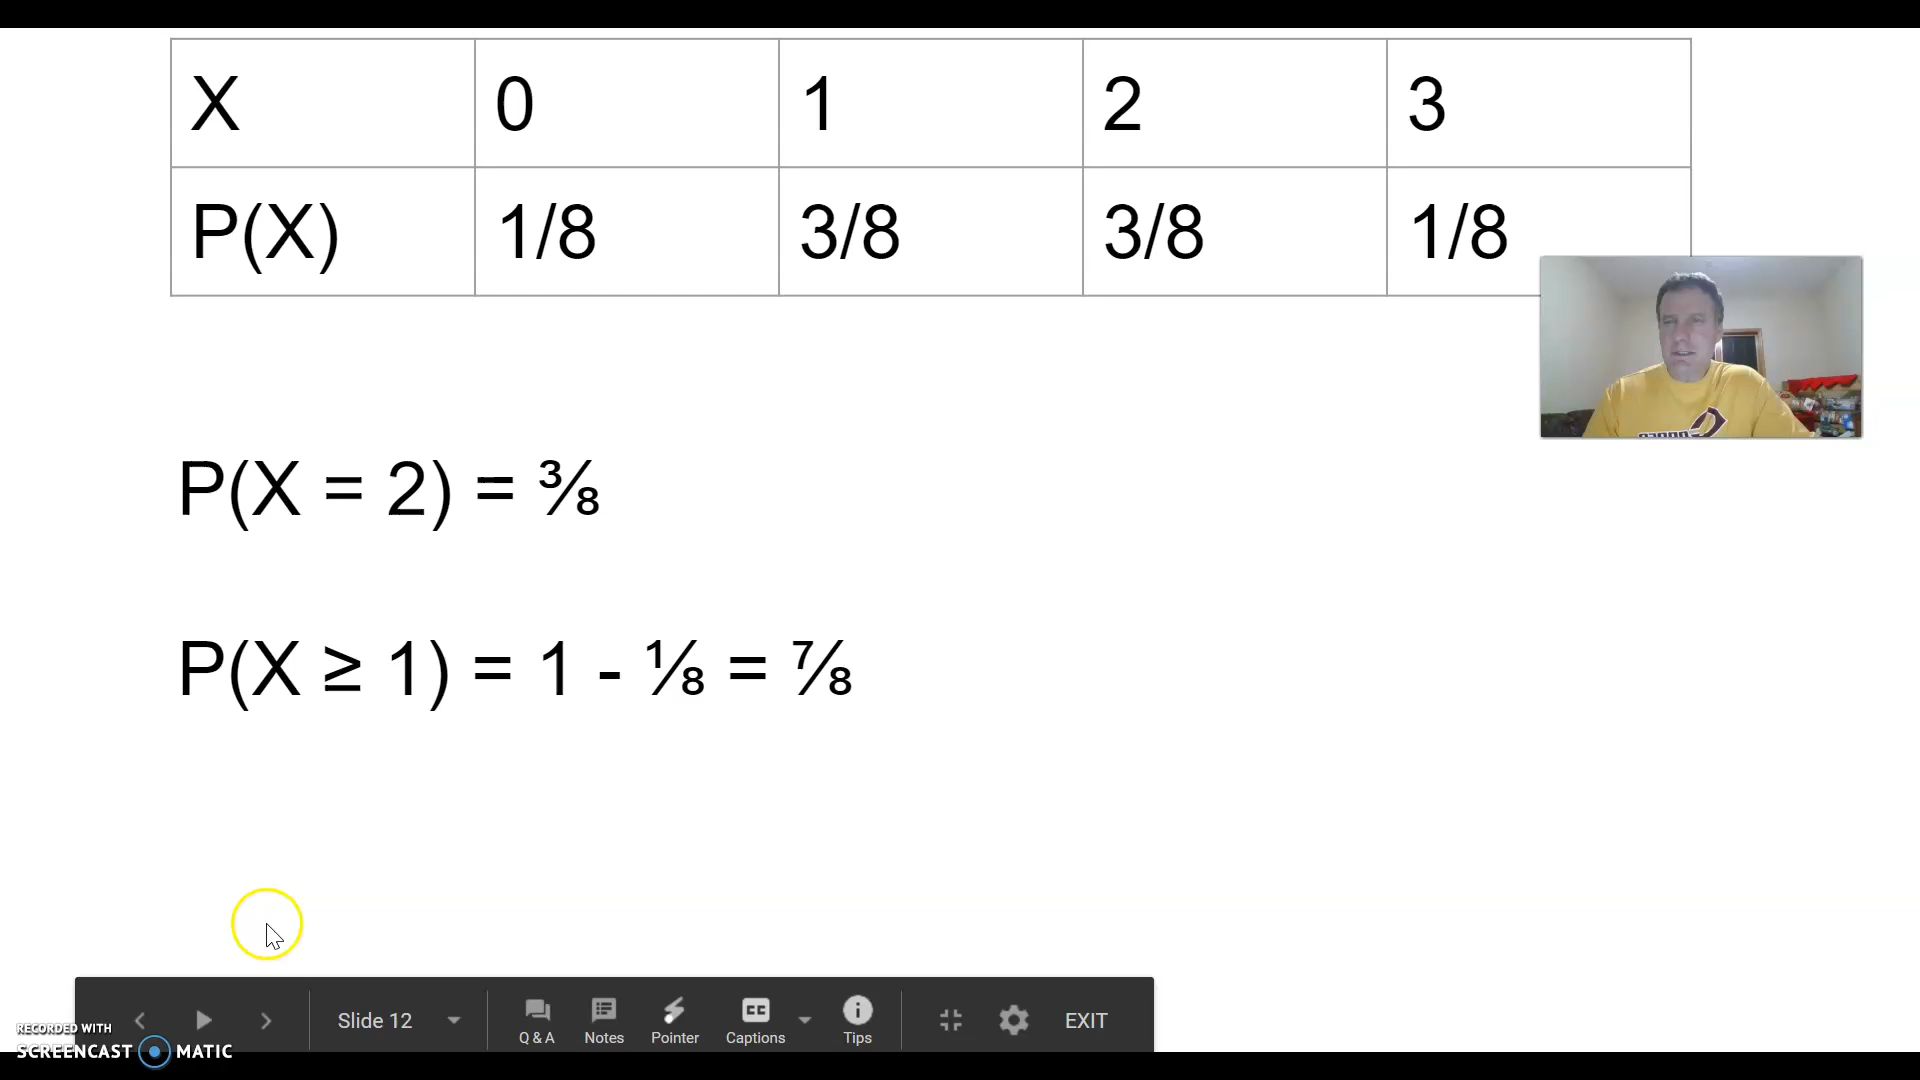 X 0 1 2 3
P(X) 1/8 3/8 3/8 1/8
P(X = 2) = ⅜
P(X ≥ 1) = 1 - ⅛ = ⅞
Slide 12
Q & A Notes Pointer Captions Tips EXIT
CC
RECORDED WITH
SCREENCAST MATIC